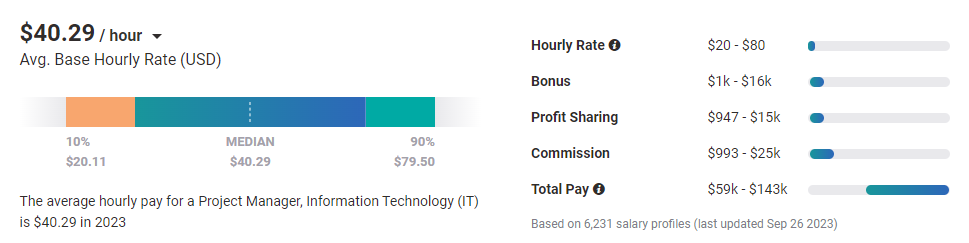 $40.29 / hour
Avg. Base Hourly Rate (USD)
10%
$20.11
MEDIAN
$40.29
90%
$79.50
The average hourly pay for a Project Manager, Information Technology (IT)
is $40.29 in 2023
Hourly Rate $20 - $80
Bonus $1k - $16k
Profit Sharing $947 - $15k
Commission $993 - $25k
Total Pay $59k - $143k
Based on 6,231 salary profiles (last updated Sep 26 2023)